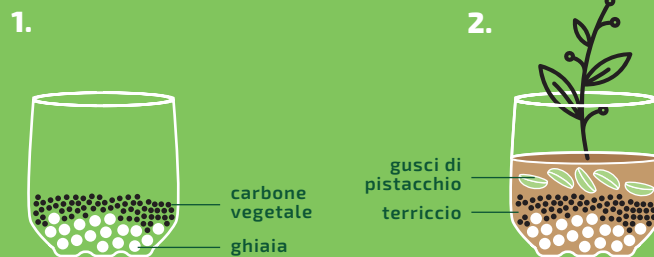 1.
carbone
vegetale
ghiaia
2.
gusci di
pistacchio
terriccio